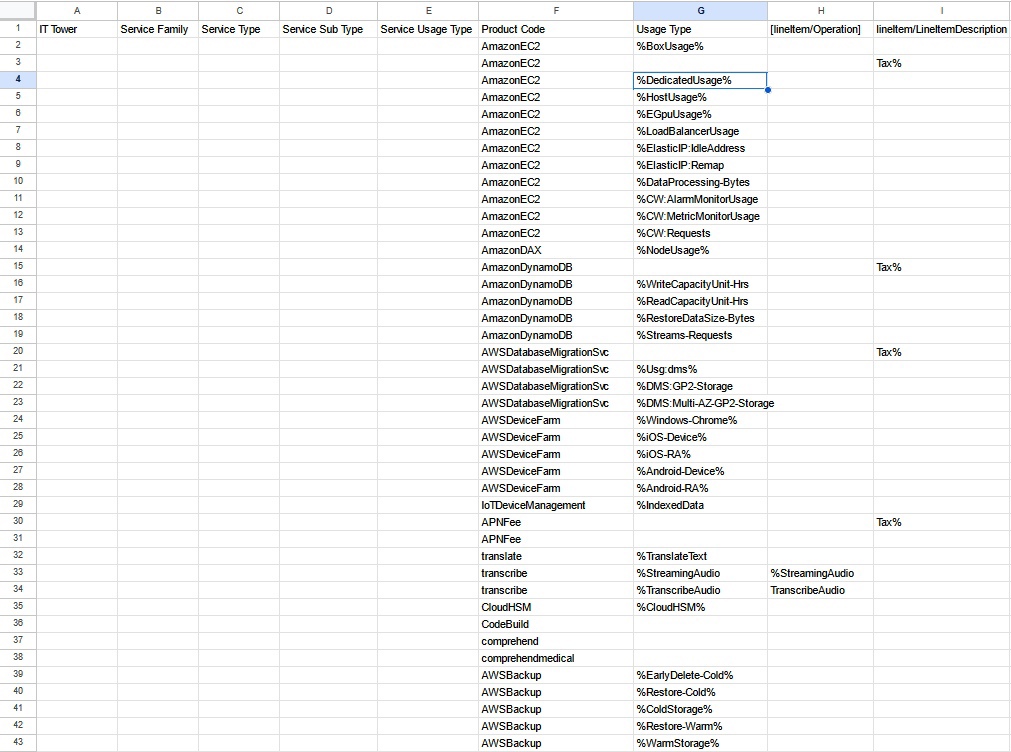 A B C D E F G H I
1 IT Tower Service Family Service Type Service Sub Type Service Usage Type Product Code Usage Type [lineItem/Operation] lineItem/LineItemDescription
2 AmazonEC2 %BoxUsage%
3 AmazonEC2 Tax%
4 AmazonEC2 %DedicatedUsage%
5 AmazonEC2 %HostUsage%
6 AmazonEC2 %EGpuUsage%
7 AmazonEC2 %LoadBalancerUsage
8 AmazonEC2 %ElasticIP:IdleAddress
9 AmazonEC2 %ElasticIP:Remap
10 AmazonEC2 %DataProcessing-Bytes
11 AmazonEC2 %CW:AlarmMonitorUsage
12 AmazonEC2 %CW:MetricMonitorUsage
13 AmazonEC2 %CW:Requests
14 AmazonDAX %NodeUsage%
15 AmazonDynamoDB Tax%
16 AmazonDynamoDB %WriteCapacityUnit-Hrs
17 AmazonDynamoDB %ReadCapacityUnit-Hrs
18 AmazonDynamoDB %RestoreDataSize-Bytes
19 AmazonDynamoDB %Streams-Requests
20 AWSDatabaseMigrationSvc Tax%
21 AWSDatabaseMigrationSvc %Usg:dms%
22 AWSDatabaseMigrationSvc %DMS:GP2-Storage
23 AWSDatabaseMigrationSvc %DMS:Multi-AZ-GP2-Storage
24 AWSDeviceFarm %Windows-Chrome%
25 AWSDeviceFarm %iOS-Device%
26 AWSDeviceFarm %iOS-RA%
27 AWSDeviceFarm %Android-Device%
28 AWSDeviceFarm %Android-RA%
29 IoTDeviceManagement %IndexedData
30 APNFee Tax%
31 APNFee
32 translate %TranslateText
33 transcribe %StreamingAudio %StreamingAudio
34 transcribe %TranscribeAudio TranscribeAudio
35 CloudHSM %CloudHSM%
36 CodeBuild
37 comprehend
38 comprehendmedical
39 AWSBackup %EarlyDelete-Cold%
40 AWSBackup %Restore-Cold%
41 AWSBackup %ColdStorage%
42 AWSBackup %Restore-Warm%
43 AWSBackup %WarmStorage%